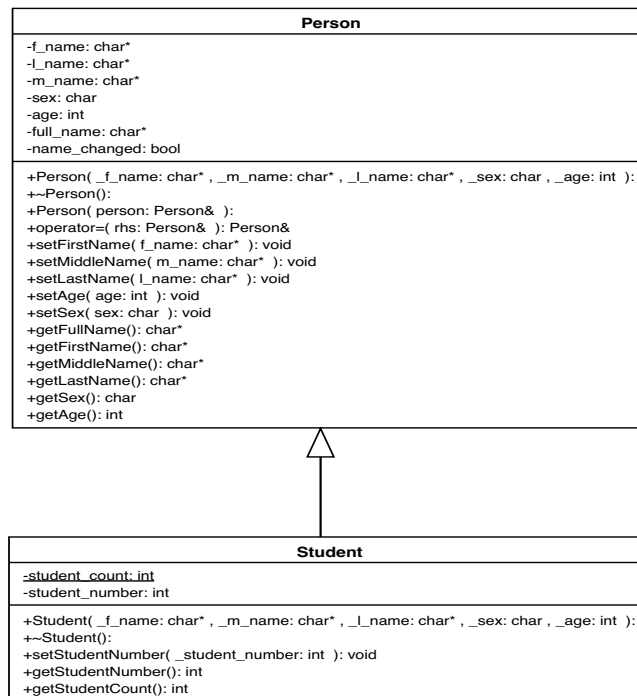 Person
-f_name: char*
-l_name: char*
-m_name: char*
-sex: char
-age: int
-full_name: char*
-name_changed: bool
+Person( _f_name: char* , _m_name: char* , _l_name: char* , _sex: char , _age: int ):
+~Person():
+Person( person: Person& ):
+operator=( rhs: Person& ): Person&
+setFirstName( f_name: char* ): void
+setMiddleName( m_name: char* ): void
+setLastName( l_name: char* ): void
+setAge( age: int ): void
+setSex( sex: char ): void
+getFullName(): char*
+getFirstName(): char*
+getMiddleName(): char*
+getLastName(): char*
+getSex(): char
+getAge(): int
Student
-student_count: int
-student_number: int
+Student( _f_name: char* , _m_name: char* , _l_name: char* , _sex: char , _age: int ):
+~Student():
+setStudentNumber( _student_number: int ): void
+getStudentNumber(): int
+getStudentCount(): int